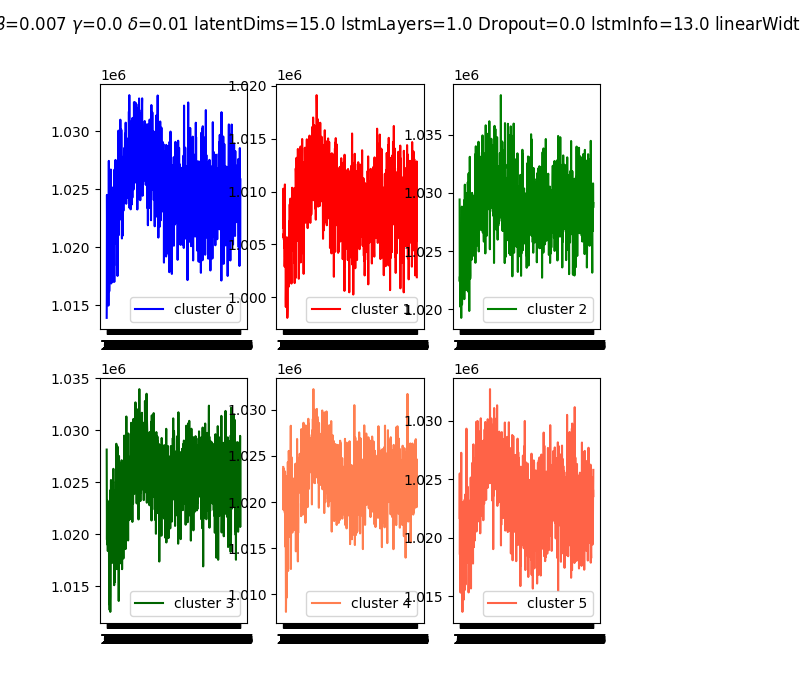 =0.007 γ=0.0 δ=0.01 latentDims=15.0 lstmLayers=1.0 Dropout=0.0 lstmInfo=13.0 linearWidt
1e6 1e6 1e6
1.030 1.025 1.020 1.015
1.020 1.015 1.010 1.005 1.000
1.035 1.030 1.025 1.020
cluster 0 cluster 1 cluster 2
1e6 1e6 1e6
1.035 1.030 1.025 1.020 1.015
1.030 1.025 1.020 1.015 1.010
1.030 1.025 1.020 1.015
cluster 3 cluster 4 cluster 5